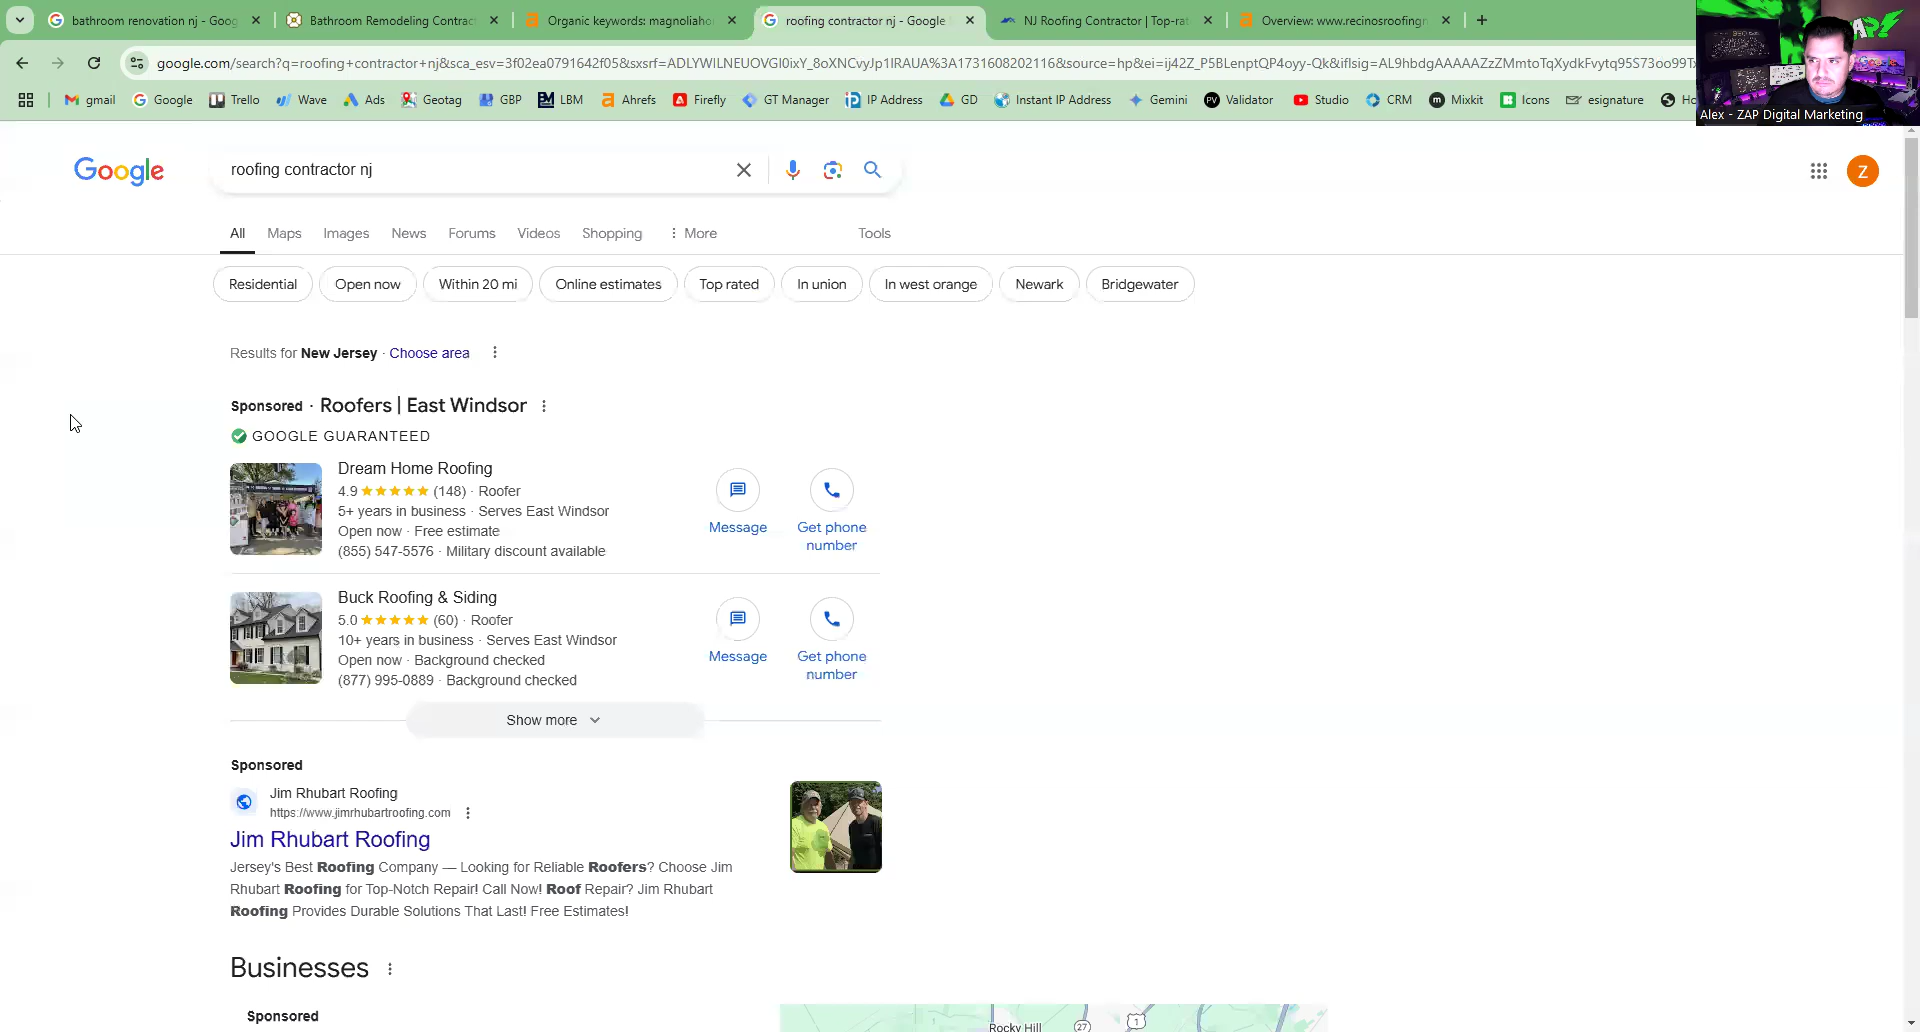 bathroom renovation nj - Goog
Bathroom Remodeling Contract
Organic keywords: magnoliaho
roofing contractor nj - Google S
NJ Roofing Contractor | Top-rat
Overview: www.recinosroofingn
google.com/search?q=roofing+contractor+nj&sca_esv=3f02ea0791642f05&sxsrf=ADLYWILNEUOVGl0ixY_8oXNCvyJp1IRAUA%3A1731608202116&source=hp&ei=ij42Z_P5BLenptQP4oyy-Qk&iflsig=AL9hbdgAAAAAZzZMmtoTqXydkFvytq95S73oo99Tx
gmail
Google
Trello
Wave
Ads
Geotag
GBP
LBM
Ahrefs
Firefly
GT Manager
IP Address
GD
Instant IP Address
Gemini
Validator
Studio
CRM
Mixkit
Icons
esignature
Ho
Alex - ZAP Digital Marketing
Google
roofing contractor nj
Z
All
Maps
Images
News
Forums
Videos
Shopping
More
Tools
Residential
Open now
Within 20 mi
Online estimates
Top rated
In union
In west orange
Newark
Bridgewater
Results for New Jersey · Choose area
Sponsored · Roofers | East Windsor
GOOGLE GUARANTEED
Dream Home Roofing
4.9 ★★★★★ (148) · Roofer
5+ years in business · Serves East Windsor
Open now · Free estimate
(855) 547-5576 · Military discount available
Message
Get phone
number
Buck Roofing & Siding
5.0 ★★★★★ (60) · Roofer
10+ years in business · Serves East Windsor
Open now · Background checked
(877) 995-0889 · Background checked
Message
Get phone
number
Show more
Sponsored
Jim Rhubart Roofing
https://www.jimrhubartroofing.com
Jim Rhubart Roofing
Jersey's Best Roofing Company — Looking for Reliable Roofers? Choose Jim
Rhubart Roofing for Top-Notch Repair! Call Now! Roof Repair? Jim Rhubart
Roofing Provides Durable Solutions That Last! Free Estimates!
Businesses
Sponsored
Rocky Hill
27
1